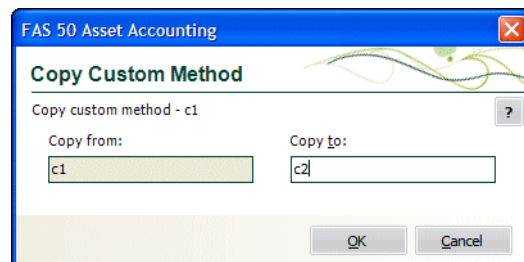 FAS 50 Asset Accounting
Copy Custom Method
Copy custom method - c1
?
Copy from: Copy to:
c1 c2
OK Cancel